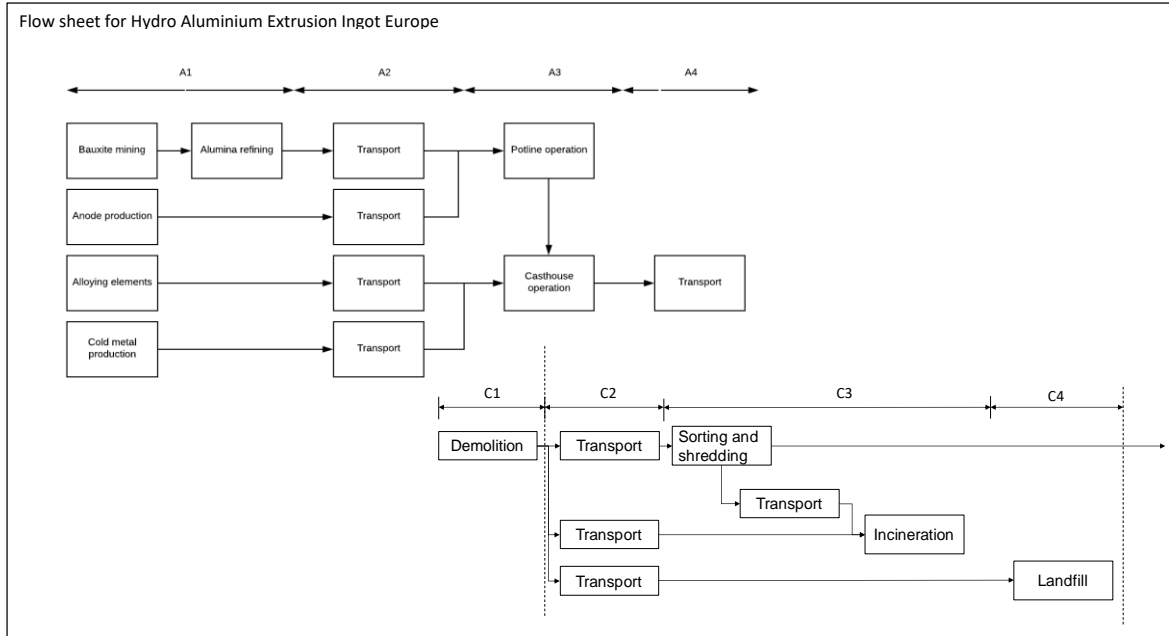 Flow sheet for Hydro Aluminium Extrusion Ingot Europe
A1
A2
A3
A4
Bauxite mining
Alumina refining
Transport
Potline operation
Anode production
Transport
Alloying elements
Transport
Casthouse
operation
Transport
Cold metal
production
Transport
C1
C2
C3
C4
Demolition
Transport
Sorting and
shredding
Transport
Transport
Incineration
Transport
Landfill